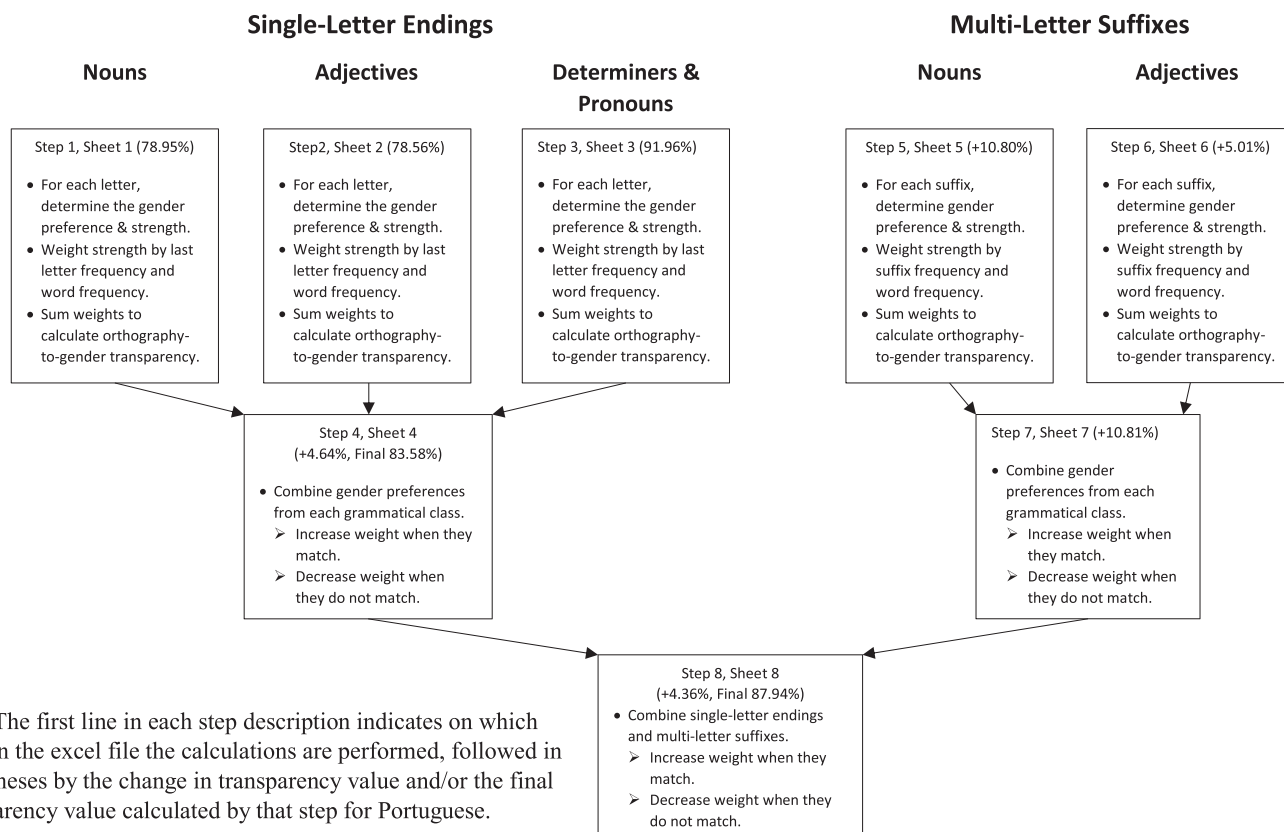 Single-Letter Endings
Multi-Letter Suffixes
Nouns
Adjectives
Determiners &
Pronouns
Nouns
Adjectives
Step 1, Sheet 1 (78.95%)
• For each letter,
determine the gender
preference & strength.
• Weight strength by last
letter frequency and
word frequency.
• Sum weights to
calculate orthography-
to-gender transparency.
Step2, Sheet 2 (78.56%)
• For each letter,
determine the gender
preference & strength.
• Weight strength by last
letter frequency and
word frequency.
• Sum weights to
calculate orthography-
to-gender transparency.
Step 3, Sheet 3 (91.96%)
• For each letter,
determine the gender
preference & strength.
• Weight strength by last
letter frequency and
word frequency.
• Sum weights to
calculate orthography-
to-gender transparency.
Step 5, Sheet 5 (+10.80%)
• For each suffix,
determine gender
preference & strength.
• Weight strength by
suffix frequency and
word frequency.
• Sum weights to
calculate orthography-
to-gender transparency.
Step 6, Sheet 6 (+5.01%)
• For each suffix,
determine gender
preference & strength.
• Weight strength by
suffix frequency and
word frequency.
• Sum weights to
calculate orthography-
to-gender transparency.
Step 4, Sheet 4
(+4.64%, Final 83.58%)
• Combine gender preferences
from each grammatical class.
➢ Increase weight when they
match.
➢ Decrease weight when
they do not match.
Step 7, Sheet 7 (+10.81%)
• Combine gender
preferences from each
grammatical class.
➢ Increase weight when
they match.
➢ Decrease weight when
they do not match.
Step 8, Sheet 8
(+4.36%, Final 87.94%)
• Combine single-letter endings
and multi-letter suffixes.
➢ Increase weight when they
match.
➢ Decrease weight when they
do not match.
The first line in each step description indicates on which
n the excel file the calculations are performed, followed in
heses by the change in transparency value and/or the final
arency value calculated by that step for Portuguese.